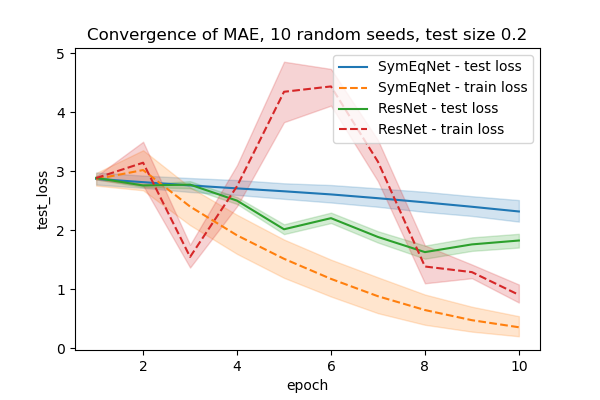 Convergence of MAE, 10 random seeds, test size 0.2
5
4
3
2
1
0
test_loss
SymEqNet - test loss
SymEqNet - train loss
ResNet - test loss
ResNet - train loss
2
4
6
8
10
epoch